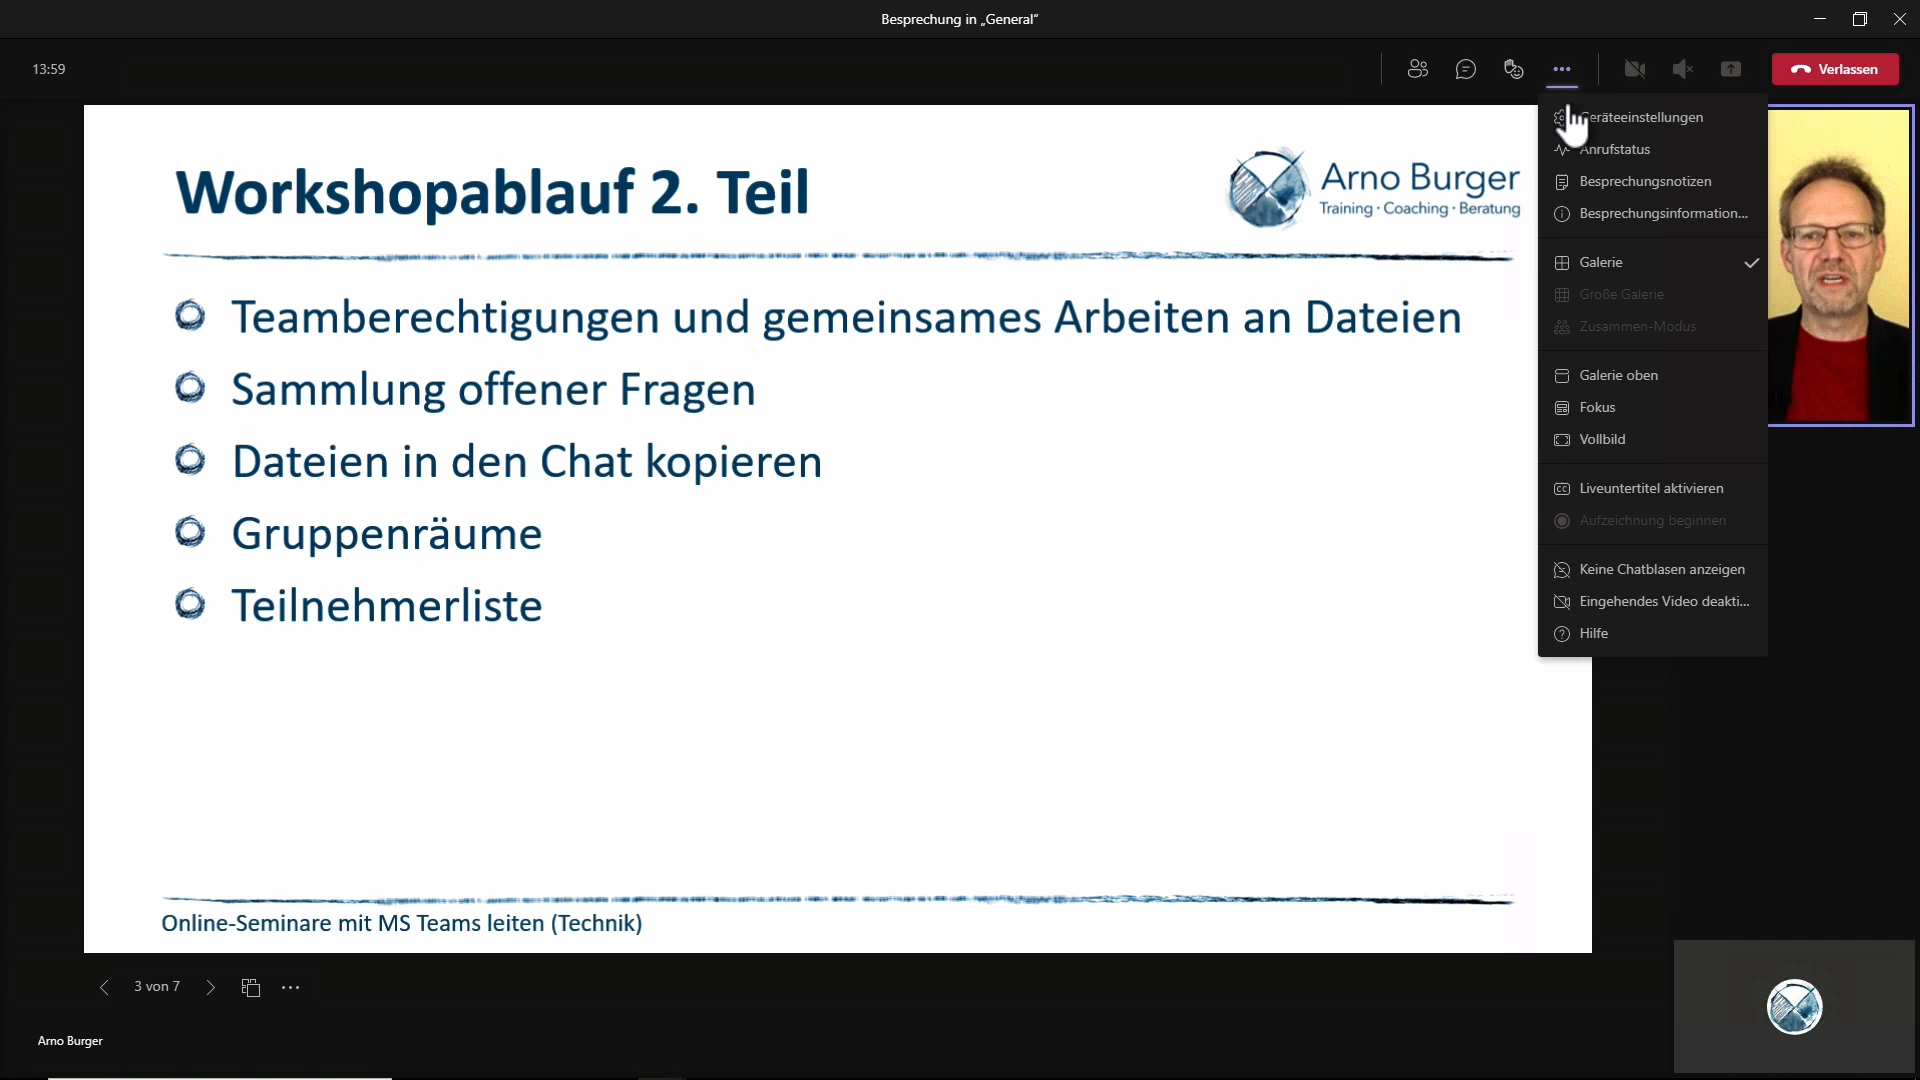 Besprechung in „General“
13:59
Verlassen
Workshopablauf 2. Teil
Arno Burger
Training · Coaching · Beratung
Teamberechtigungen und gemeinsames Arbeiten an Dateien
Sammlung offener Fragen
Dateien in den Chat kopieren
Gruppenräume
Teilnehmerliste
Online-Seminare mit MS Teams leiten (Technik)
eräteeinstellungen
Anrufstatus
Besprechungsnotizen
Besprechungsinformation...
Galerie
Große Galerie
Zusammen-Modus
Galerie oben
Fokus
Vollbild
CC Liveuntertitel aktivieren
Aufzeichnung beginnen
Keine Chatblasen anzeigen
Eingehendes Video deakti...
Hilfe
3 von 7
Arno Burger